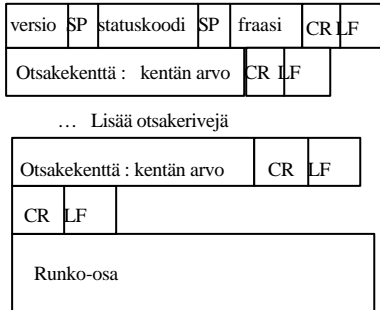 versio SP statuskoodi SP fraasi CR LF
Otsakekenttä : kentän arvo CR LF
… Lisää otsakerivejä
Otsakekenttä : kentän arvo CR LF
CR LF
Runko-osa